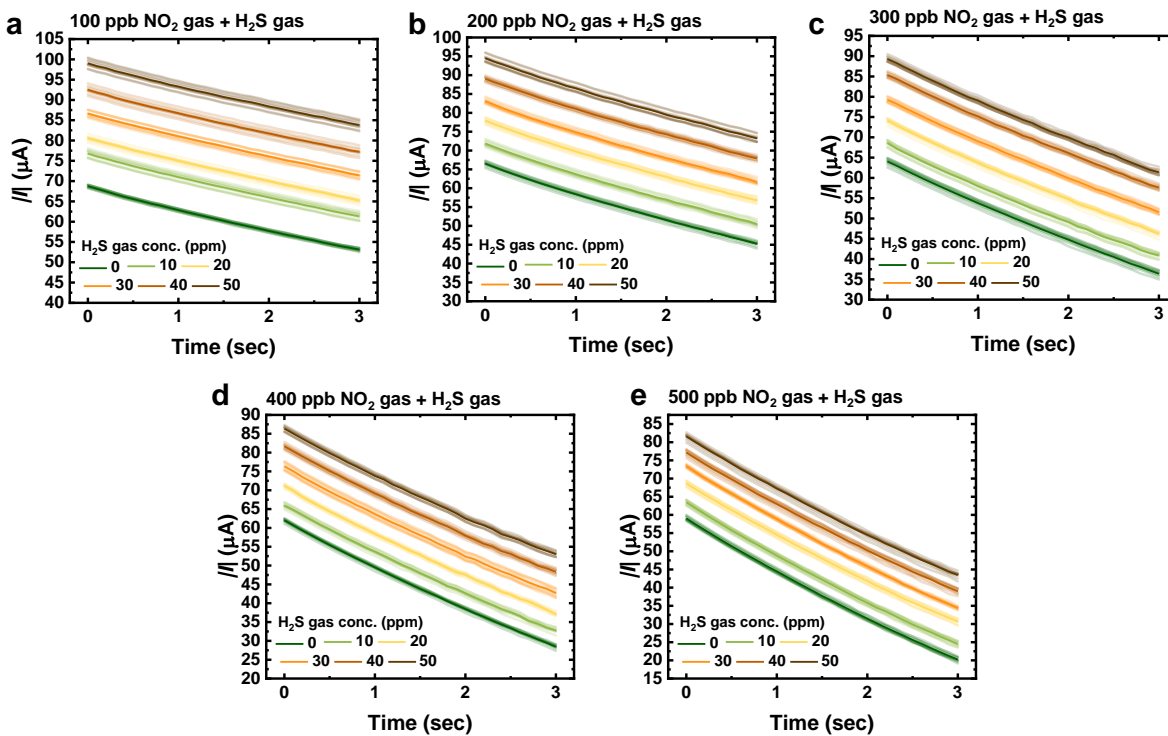 a
100 ppb NO₂ gas + H₂S gas
|I| (μA)
105
100
95
90
85
80
75
70
65
60
55
50
45
40
H₂S gas conc. (ppm)
0 10 20
30 40 50
0 1 2 3
Time (sec)
b
200 ppb NO₂ gas + H₂S gas
|I| (μA)
100
95
90
85
80
75
70
65
60
55
50
45
40
35
30
H₂S gas conc. (ppm)
0 10 20
30 40 50
0 1 2 3
Time (sec)
c
300 ppb NO₂ gas + H₂S gas
|I| (μA)
95
90
85
80
75
70
65
60
55
50
45
40
35
30
H₂S gas conc. (ppm)
0 10 20
30 40 50
0 1 2 3
Time (sec)
d
400 ppb NO₂ gas + H₂S gas
|I| (μA)
90
85
80
75
70
65
60
55
50
45
40
35
30
25
20
H₂S gas conc. (ppm)
0 10 20
30 40 50
0 1 2 3
Time (sec)
e
500 ppb NO₂ gas + H₂S gas
|I| (μA)
85
80
75
70
65
60
55
50
45
40
35
30
25
20
15
H₂S gas conc. (ppm)
0 10 20
30 40 50
0 1 2 3
Time (sec)